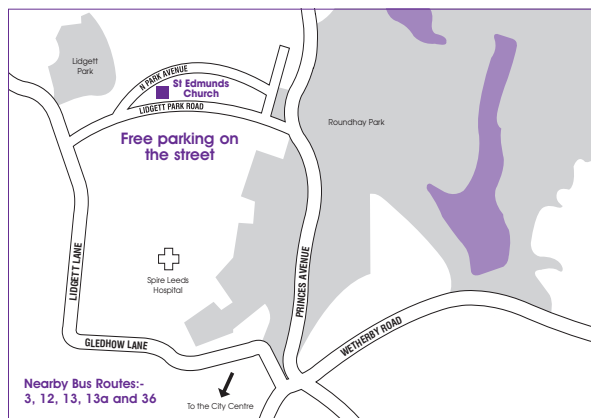 Lidgett
Park
N PARK AVENUE
St Edmunds
Church
LIDGETT PARK ROAD
Roundhay Park
Free parking on
the street
LIDGETT LANE
Spire Leeds
Hospital
PRINCES AVENUE
WETHERBY ROAD
GLEDHOW LANE
Nearby Bus Routes:-
3, 12, 13, 13a and 36
To the City Centre